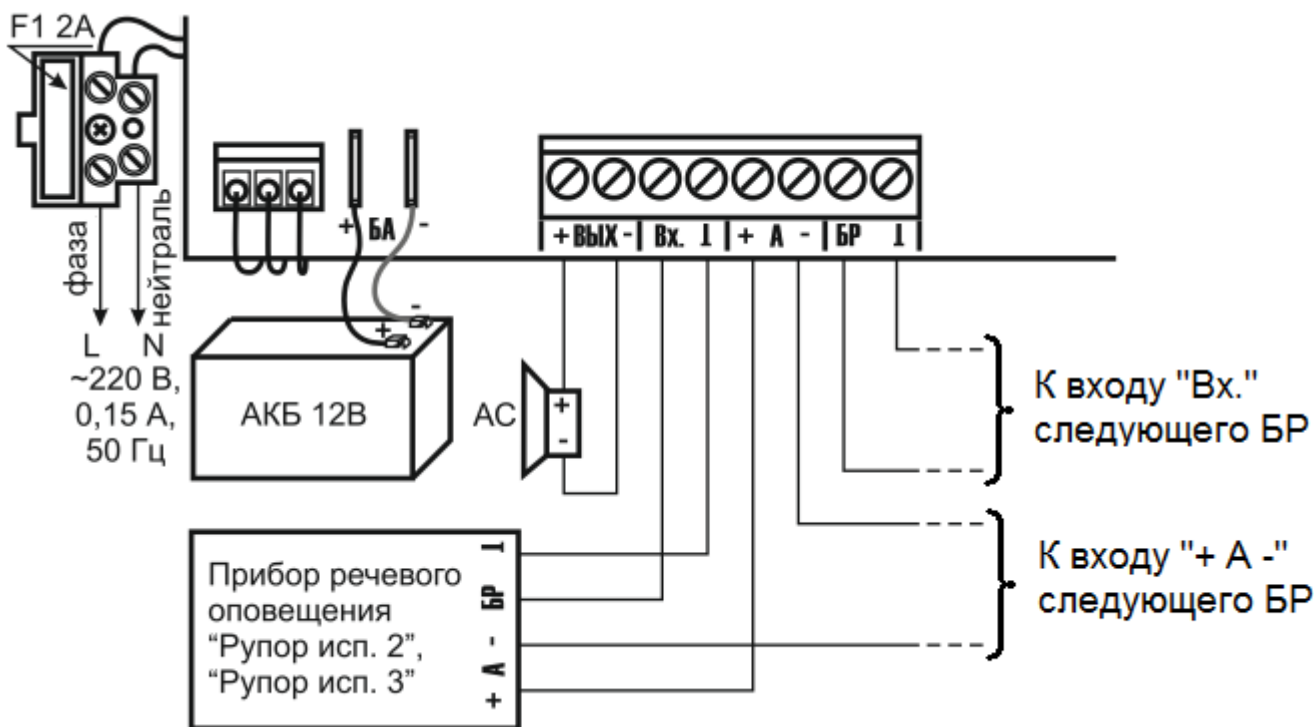 F1 2A
фаза
нейтраль
L N
~220 В,
0,15 А,
50 Гц
+ БА -
+ -
АКБ 12В
+ ВЫХ - Вх. ⊥ + А - БР ⊥
АС
+
-
Прибор речевого
оповещения
“Рупор исп. 2”,
“Рупор исп. 3”
⊥
БР
+ А -
К входу "Вх."
следующего БР
К входу "+ А -"
следующего БР